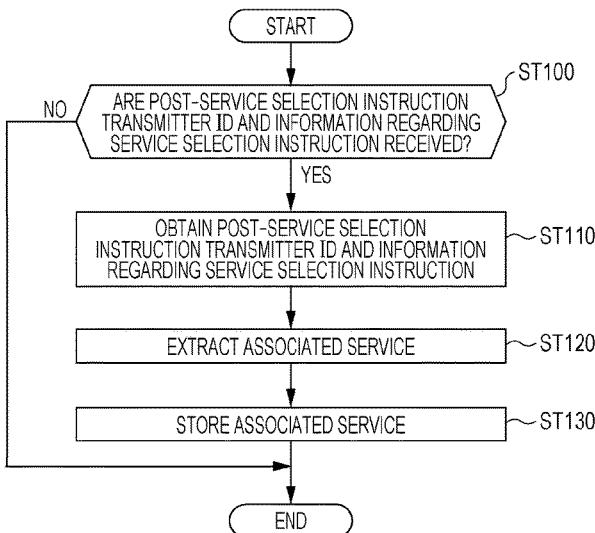 START
ST100
NO
ARE POST-SERVICE SELECTION INSTRUCTION
TRANSMITTER ID AND INFORMATION REGARDING
SERVICE SELECTION INSTRUCTION RECEIVED?
YES
OBTAIN POST-SERVICE SELECTION
INSTRUCTION TRANSMITTER ID AND INFORMATION
REGARDING SERVICE SELECTION INSTRUCTION
ST110
EXTRACT ASSOCIATED SERVICE
ST120
STORE ASSOCIATED SERVICE
ST130
END